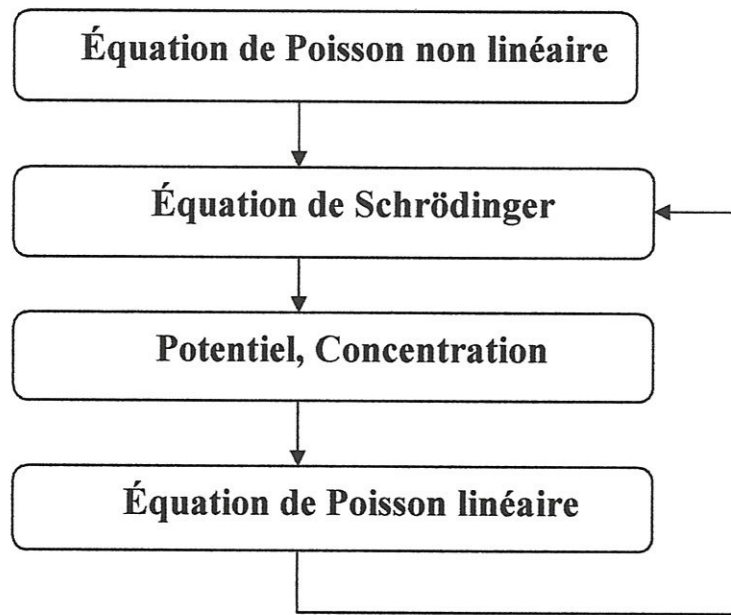 Équation de Poisson non linéaire
Équation de Schrödinger
Potentiel, Concentration
Équation de Poisson linéaire